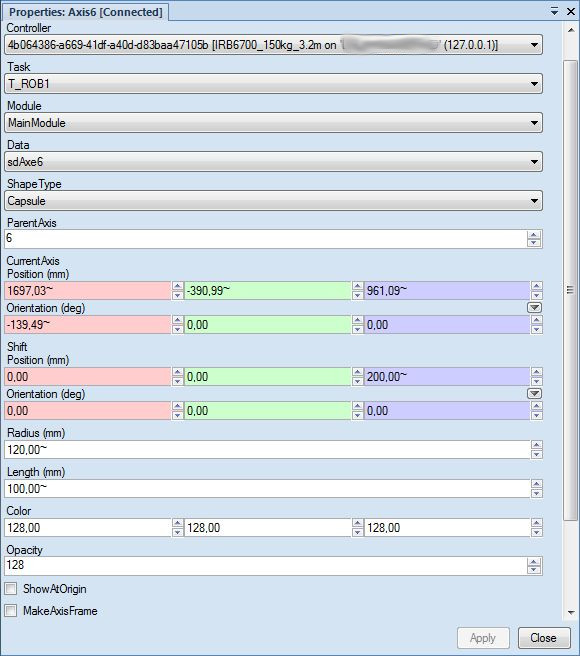 Properties: Axis6 [Connected]
Controller
4b064386-a669-41df-a40d-d83baa47105b [IRB6700_150kg_3.2m on ' ' (127.0.0.1)]
Task
T_ROB1
Module
MainModule
Data
sdAxe6
ShapeType
Capsule
ParentAxis
6
CurrentAxis
Position (mm)
1697,03~ -390,99~ 961,09~
Orientation (deg)
-139,49~ 0,00 0,00
Shift
Position (mm)
0,00 0,00 200,00~
Orientation (deg)
0,00 0,00 0,00
Radius (mm)
120,00~
Length (mm)
100,00~
Color
128,00 128,00 128,00
Opacity
128
ShowAtOrigin
MakeAxisFrame
Apply Close